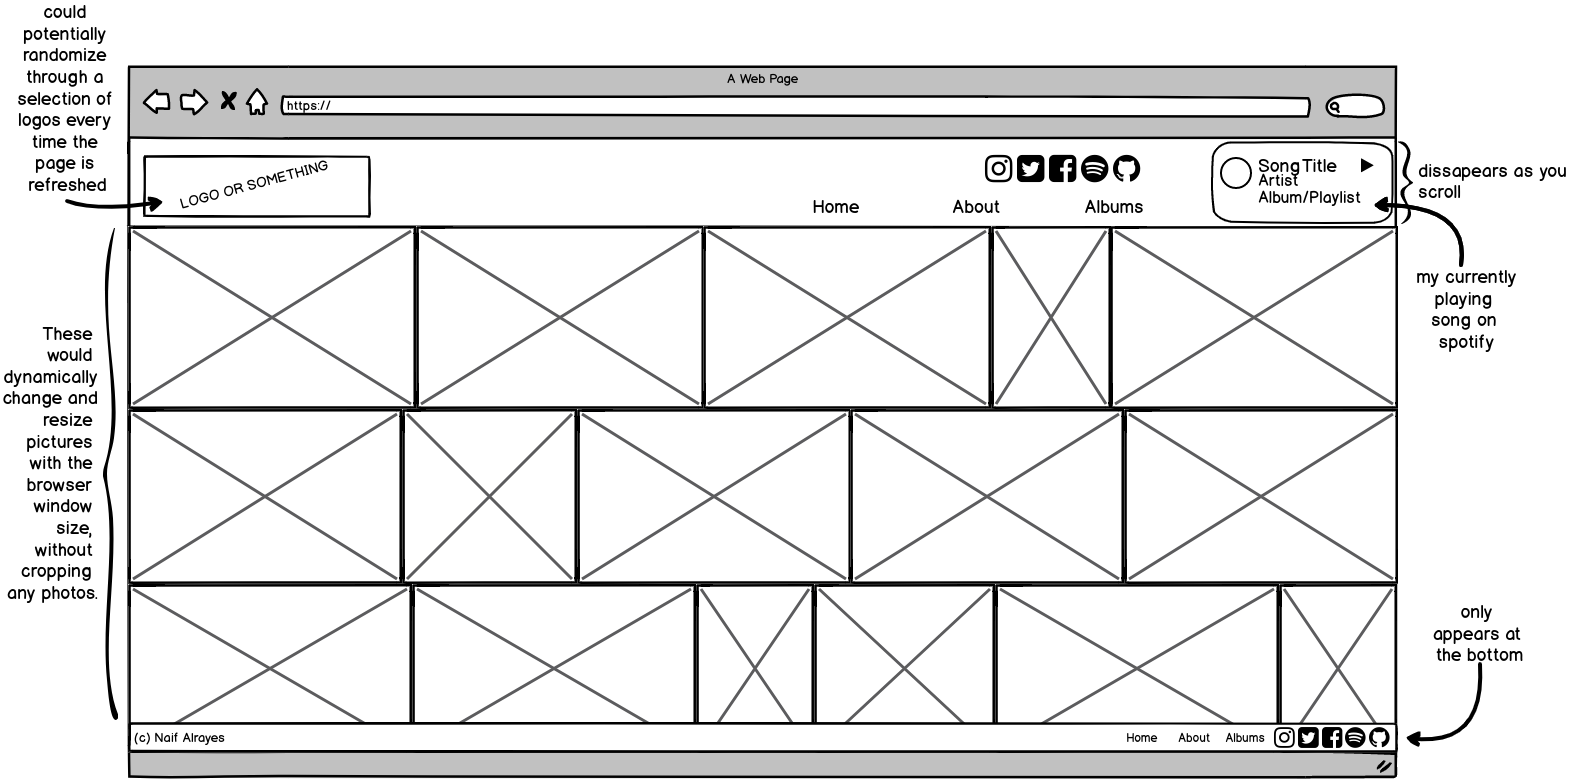 could
potentially
randomize
through a
selection of
logos every
time the
page is
refreshed
A Web Page
https://
LOGO OR SOMETHING
Home
About
Albums
SongTitle
Artist
Album/Playlist
dissapears as you
scroll
my currently
playing
song on
spotify
These
would
dynamically
change and
resize
pictures
with the
browser
window
size,
without
cropping
any photos.
only
appears at
the bottom
(c) Naif Alrayes
Home
About
Albums